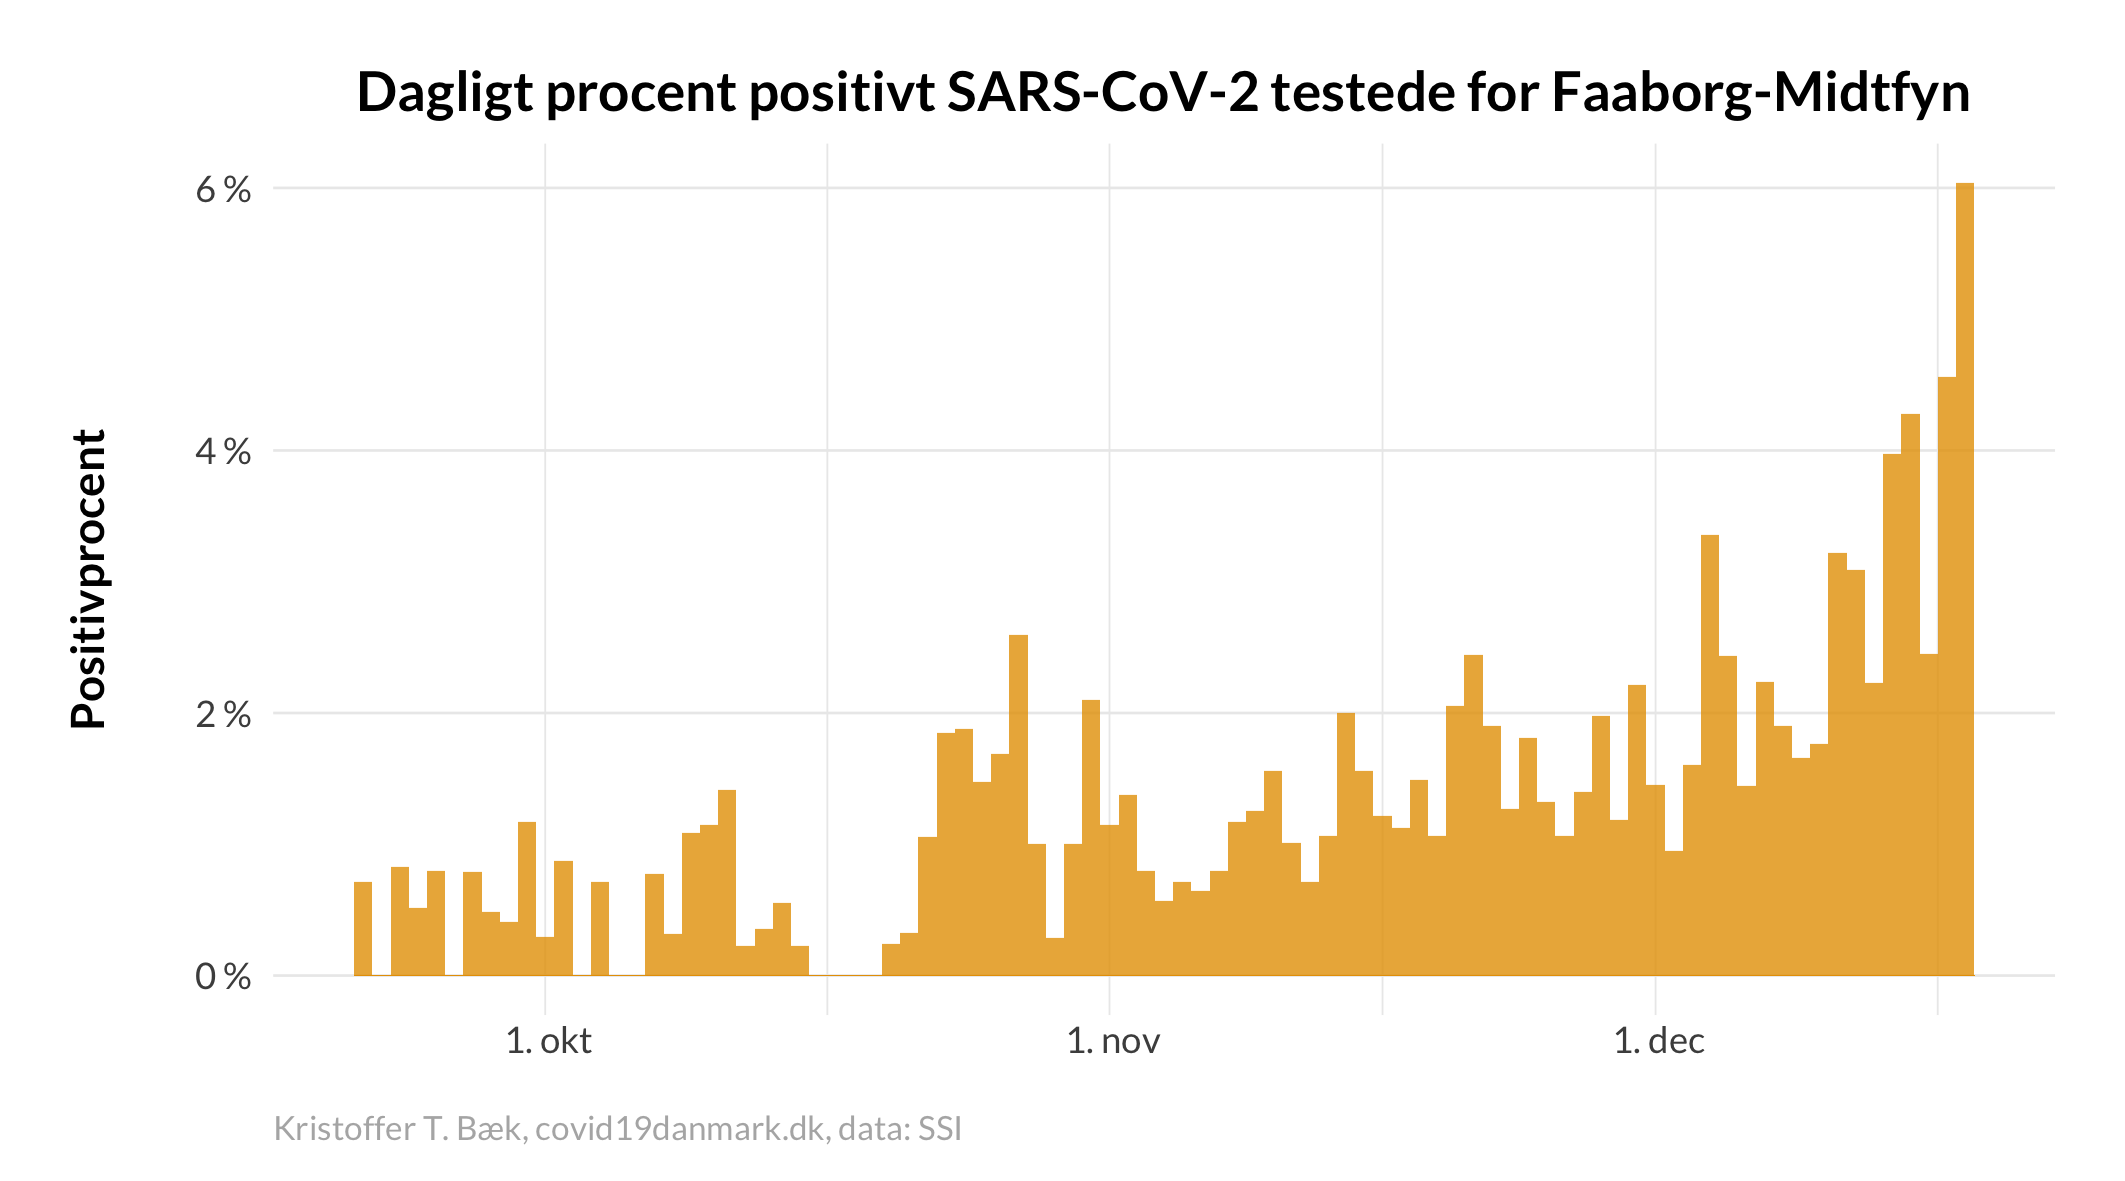 Dagligt procent positivt SARS-CoV-2 testede for Faaborg-Midtfyn
Positivprocent
6 %
4 %
2 %
0 %
1. okt
1. nov
1. dec
Kristoffer T. Bæk, covid19danmark.dk, data: SSI